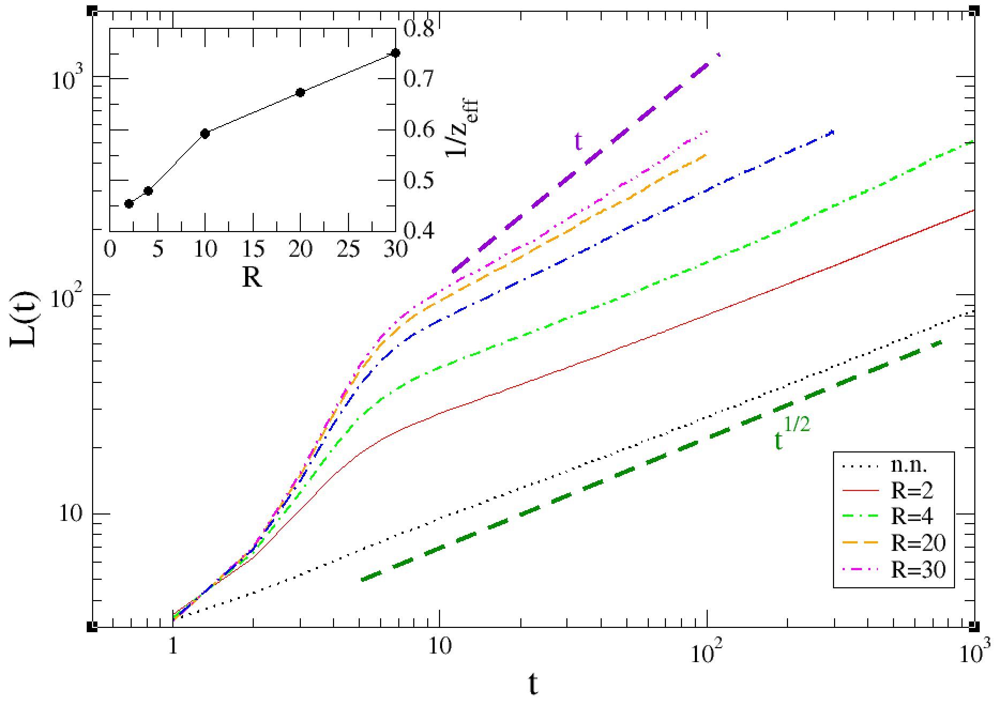 0.8
0.7
0.6
0.5
0.4
1/z_eff
0 5 10 15 20 25 30
R
10^3
10^2
10
L(t)
t
t^1/2
n.n.
R=2
R=4
R=20
R=30
1 10 10^2 10^3
t